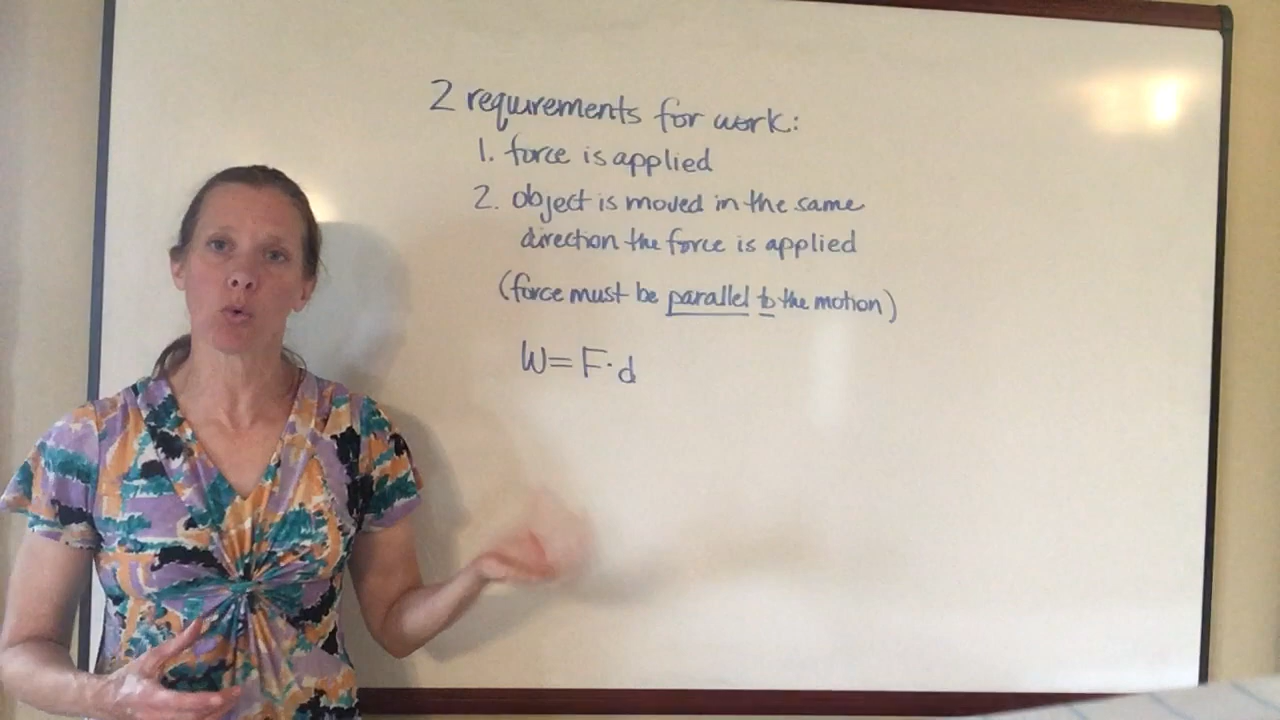 2 requirements for work:
1. force is applied
2. object is moved in the same
direction the force is applied
(force must be parallel to the motion)
W=F·d